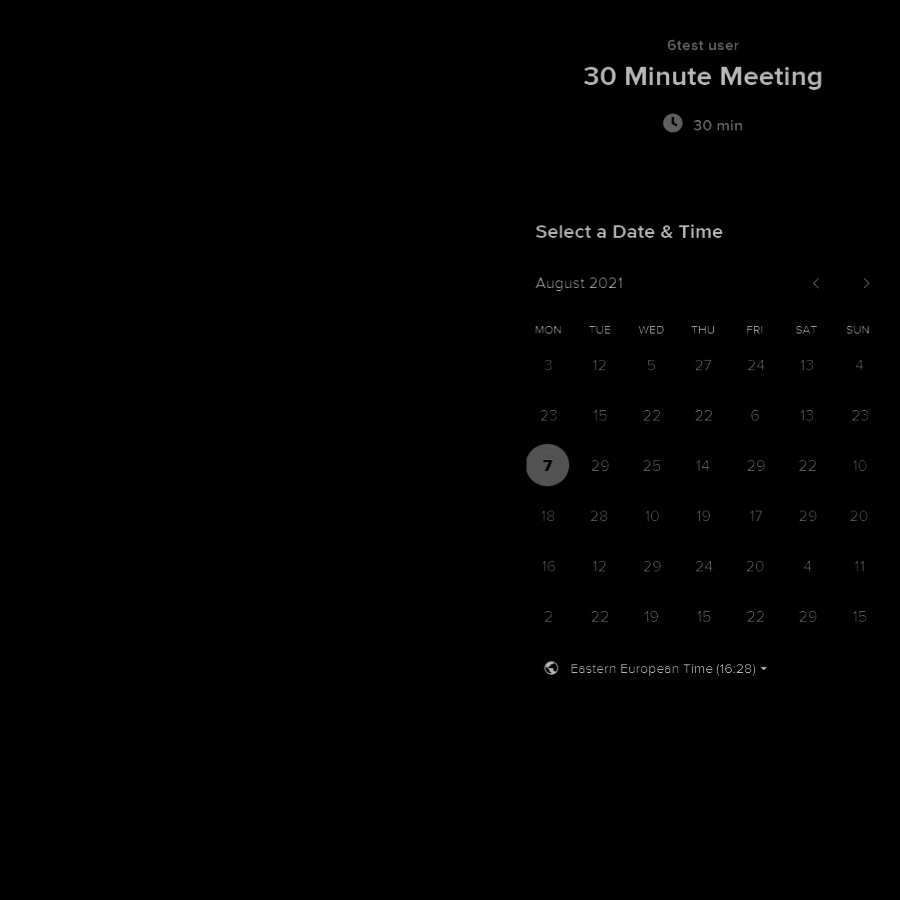 6test user
30 Minute Meeting
30 min
Select a Date & Time
August 2021
MON TUE WED THU FRI SAT SUN
3 12 5 27 24 13 4
23 15 22 22 6 13 23
7 29 25 14 29 22 10
18 28 10 19 17 29 20
16 12 29 24 20 4 11
2 22 19 15 22 29 15
Eastern European Time (16:28)